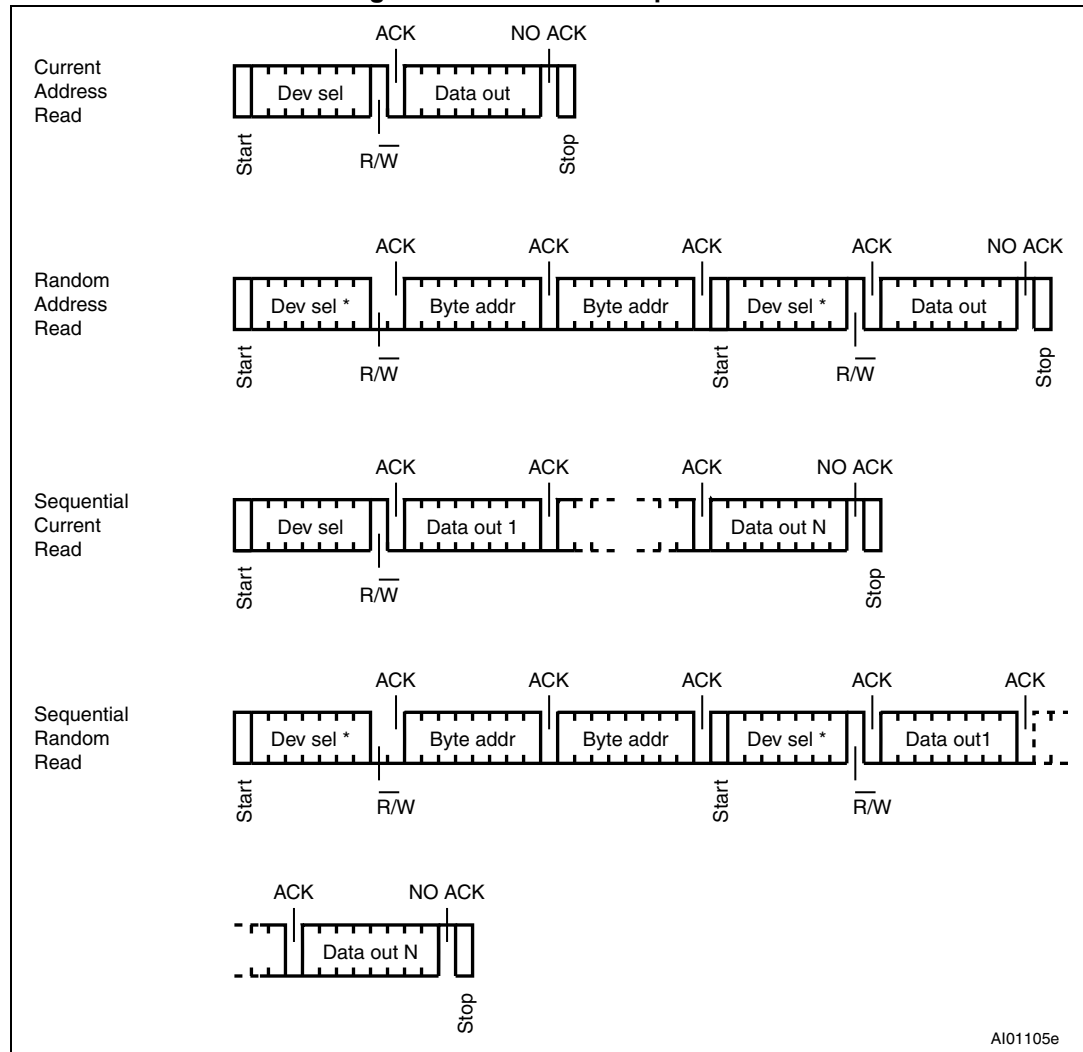 ACK NO ACK
Current
Address
Read
Dev sel Data out
Start R/W̅ Stop
ACK ACK ACK ACK NO ACK
Random
Address
Read
Dev sel * Byte addr Byte addr Dev sel * Data out
Start R/W̅ Start R/W̅ Stop
ACK ACK ACK NO ACK
Sequential
Current
Read
Dev sel Data out 1 Data out N
Start R/W̅ Stop
ACK ACK ACK ACK ACK
Sequential
Random
Read
Dev sel * Byte addr Byte addr Dev sel * Data out1
Start R̅/W Start R̅/W
ACK NO ACK
Data out N
Stop
AI01105e